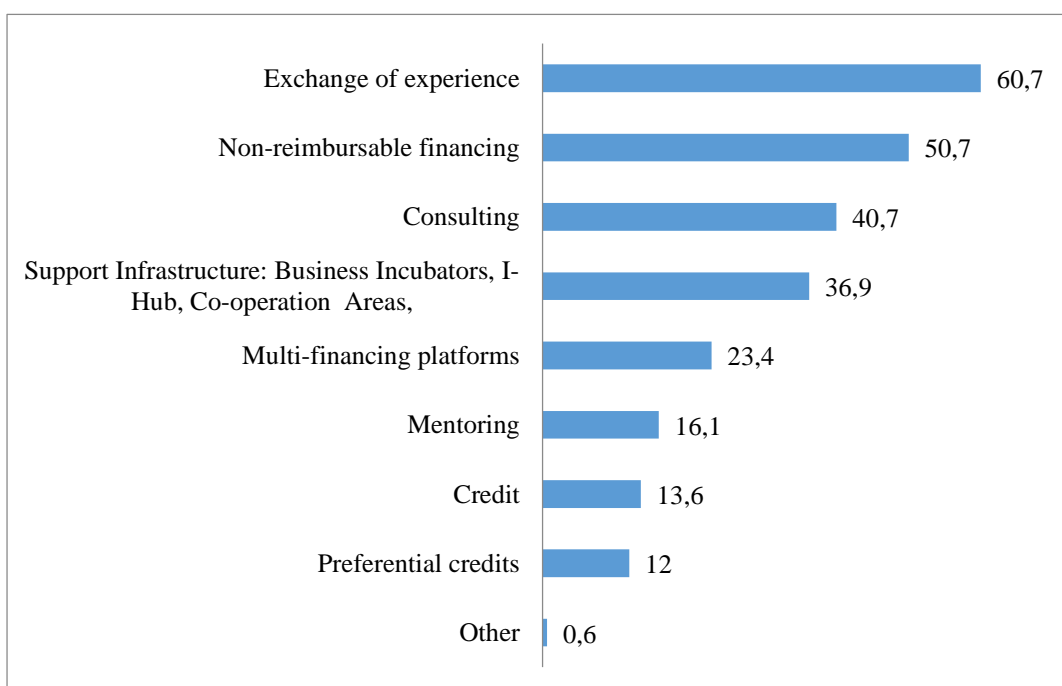 Exchange of experience 60,7
Non-reimbursable financing 50,7
Consulting 40,7
Support Infrastructure: Business Incubators, I-
Hub, Co-operation Areas, 36,9
Multi-financing platforms 23,4
Mentoring 16,1
Credit 13,6
Preferential credits 12
Other 0,6